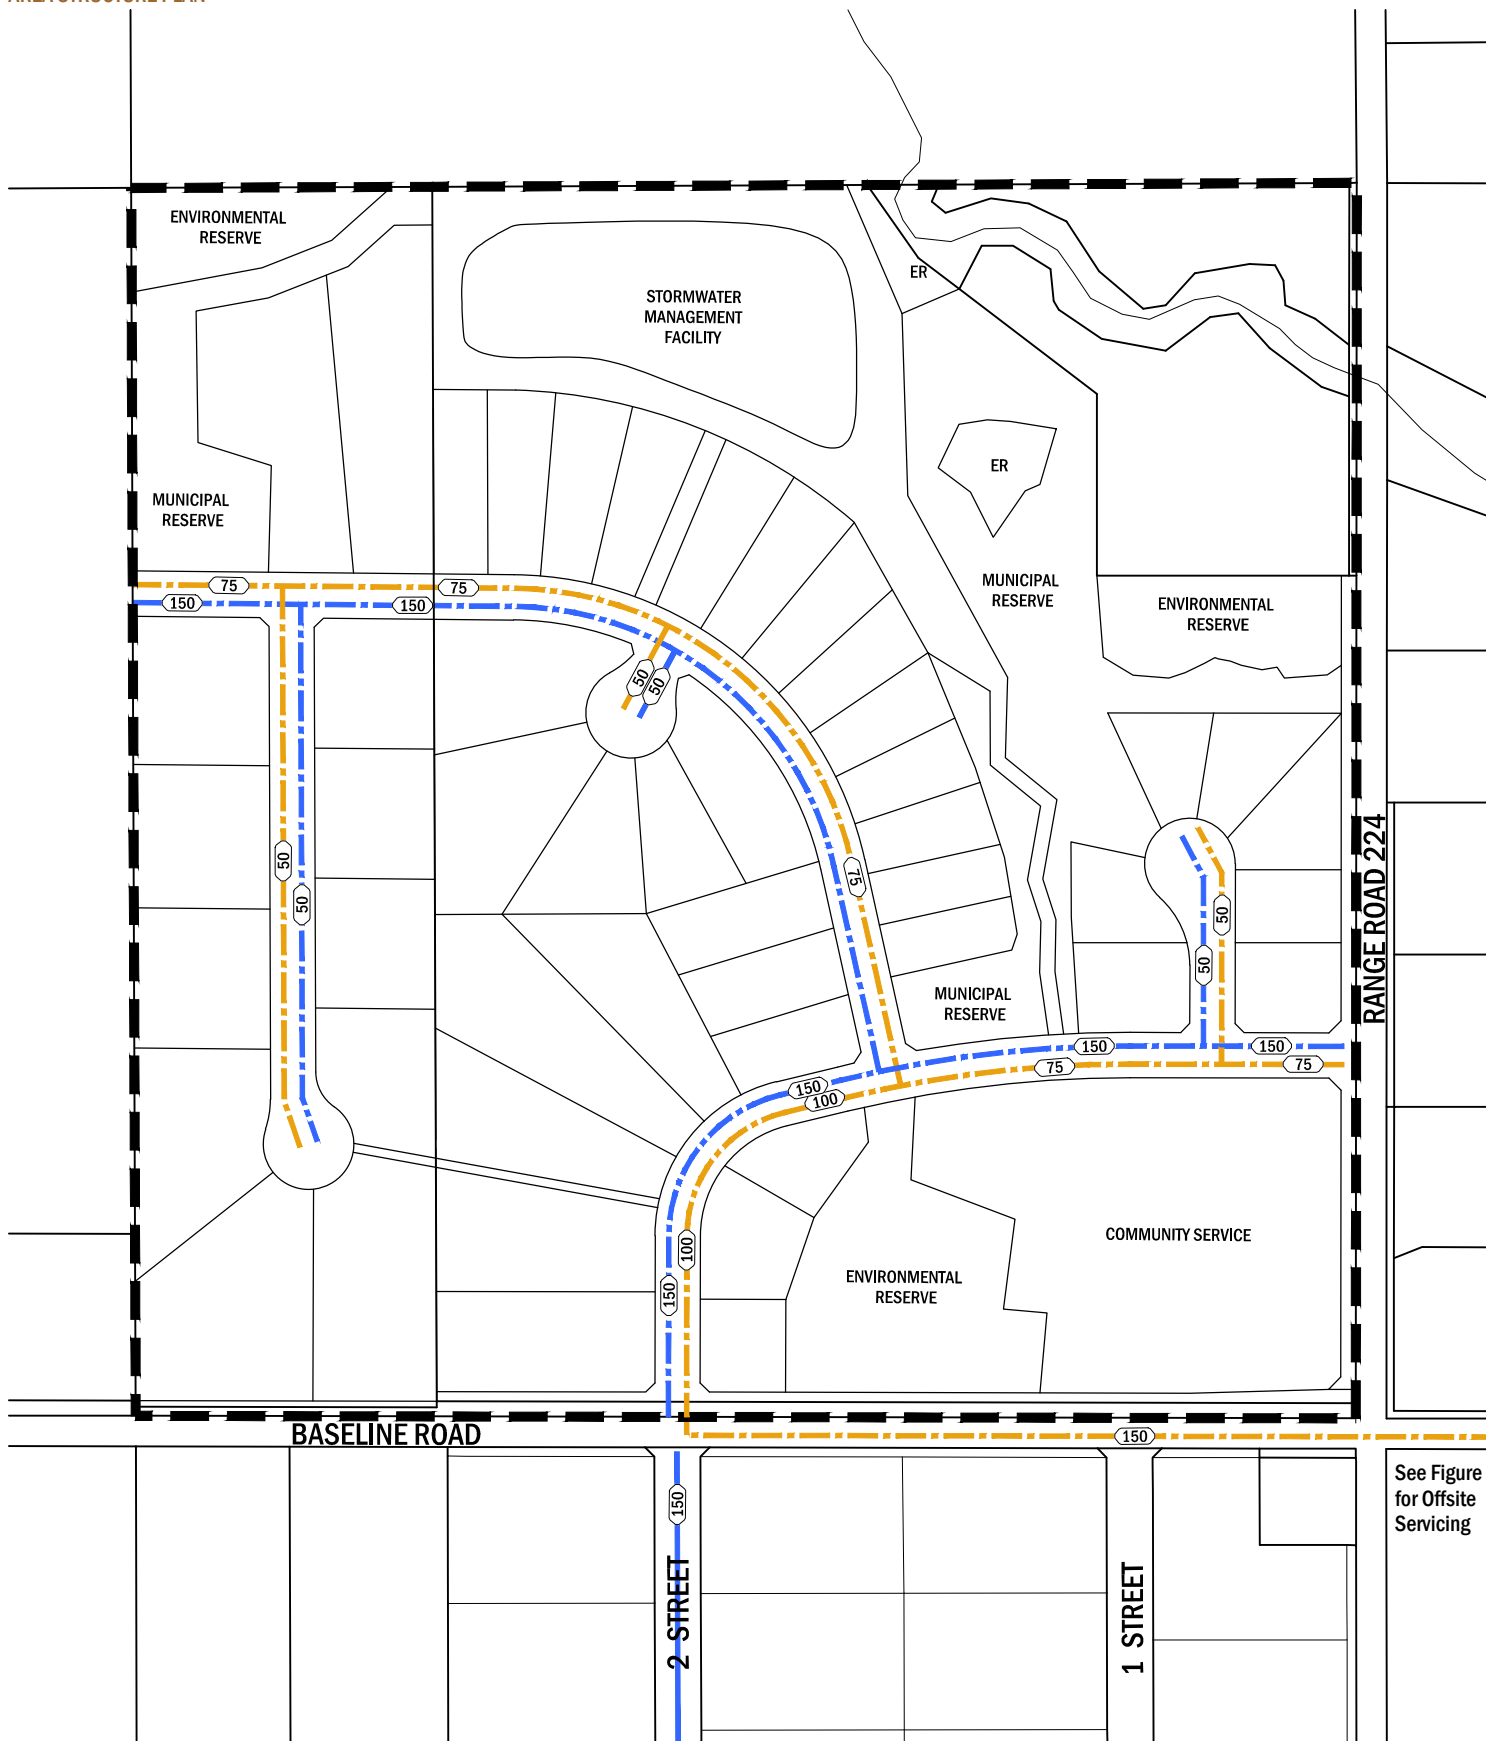 ENVIRONMENTAL
RESERVE
STORMWATER
MANAGEMENT
FACILITY
ER
ER
MUNICIPAL
RESERVE
MUNICIPAL
RESERVE
ENVIRONMENTAL
RESERVE
75
75
150
150
50
50
50
50
75
50
50
MUNICIPAL
RESERVE
150
150
75
75
150
100
100
150
COMMUNITY SERVICE
ENVIRONMENTAL
RESERVE
RANGE ROAD 224
BASELINE ROAD
150
150
2 STREET
1 STREET
See Figure
for Offsite
Servicing